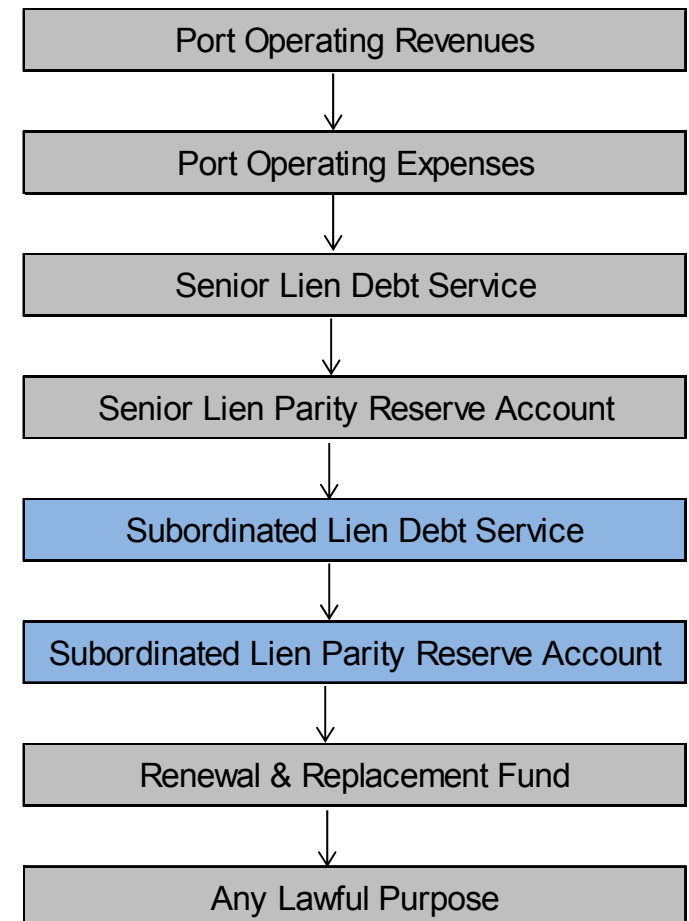 Port Operating Revenues
Port Operating Expenses
Senior Lien Debt Service
Senior Lien Parity Reserve Account
Subordinated Lien Debt Service
Subordinated Lien Parity Reserve Account
Renewal & Replacement Fund
Any Lawful Purpose